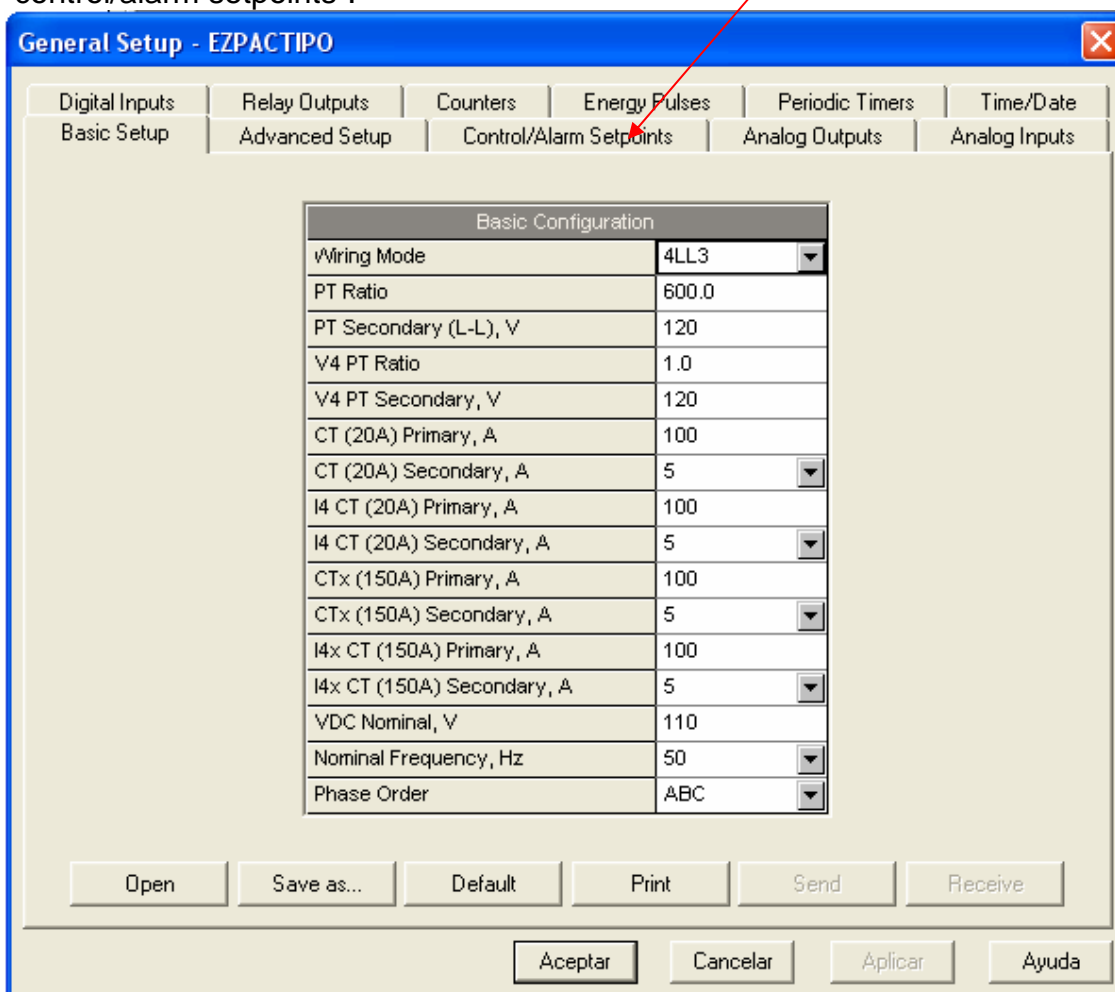 control/alarm setpoints".
General Setup - EZPACTIPO
Digital Inputs Relay Outputs Counters Energy Pulses Periodic Timers Time/Date
Basic Setup Advanced Setup Control/Alarm Setpoints Analog Outputs Analog Inputs
Basic Configuration
Wiring Mode 4LL3
PT Ratio 600.0
PT Secondary (L-L), V 120
V4 PT Ratio 1.0
V4 PT Secondary, V 120
CT (20A) Primary, A 100
CT (20A) Secondary, A 5
I4 CT (20A) Primary, A 100
I4 CT (20A) Secondary, A 5
CTx (150A) Primary, A 100
CTx (150A) Secondary, A 5
I4x CT (150A) Primary, A 100
I4x CT (150A) Secondary, A 5
VDC Nominal, V 110
Nominal Frequency, Hz 50
Phase Order ABC
Open Save as... Default Print Send Receive
Aceptar Cancelar Aplicar Ayuda